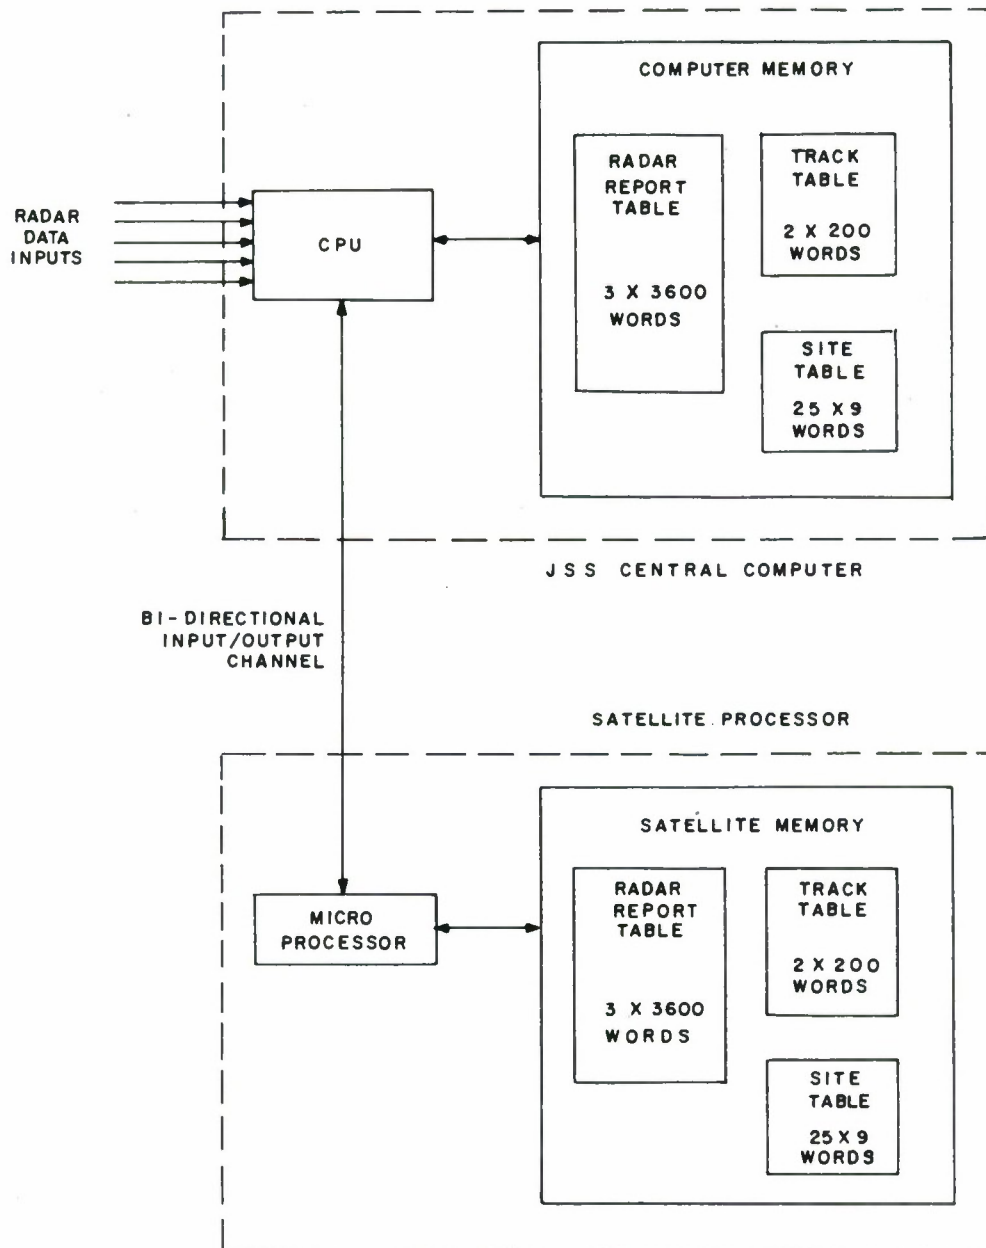 COMPUTER MEMORY
RADAR
REPORT
TABLE
3 X 3600
WORDS
TRACK
TABLE
2 X 200
WORDS
SITE
TABLE
25 X 9
WORDS
RADAR
DATA
INPUTS
CPU
JSS CENTRAL COMPUTER
BI-DIRECTIONAL
INPUT/OUTPUT
CHANNEL
SATELLITE PROCESSOR
SATELLITE MEMORY
RADAR
REPORT
TABLE
3 X 3600
WORDS
TRACK
TABLE
2 X 200
WORDS
SITE
TABLE
25 X 9
WORDS
MICRO
PROCESSOR